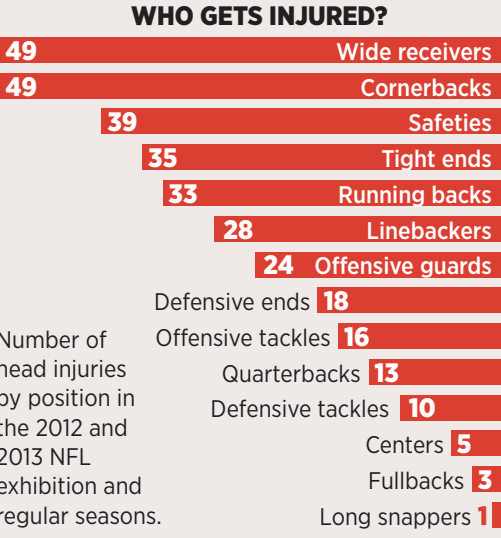 WHO GETS INJURED?
49 Wide receivers
49 Cornerbacks
39 Safeties
35 Tight ends
33 Running backs
28 Linebackers
24 Offensive guards
Defensive ends 18
Offensive tackles 16
Quarterbacks 13
Defensive tackles 10
Centers 5
Fullbacks 3
Long snappers 1
Number of
head injuries
by position in
the 2012 and
2013 NFL
exhibition and
regular seasons.